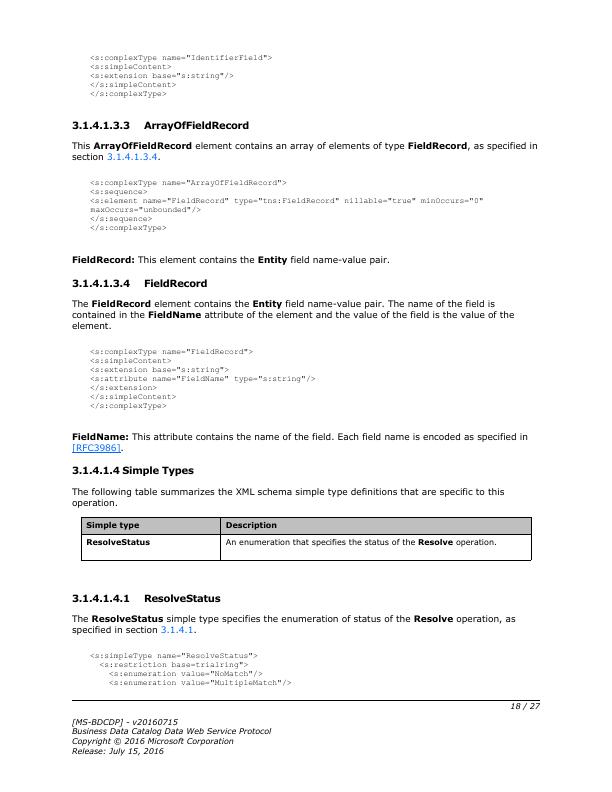 <s:complexType name="IdentifierField">
<s:simpleContent>
<s:extension base="s:string"/>
</s:simpleContent>
</s:complexType>
3.1.4.1.3.3 ArrayOfFieldRecord
This ArrayOfFieldRecord element contains an array of elements of type FieldRecord, as specified in
section 3.1.4.1.3.4.
<s:complexType name="ArrayOfFieldRecord">
<s:sequence>
<s:element name="FieldRecord" type="tns:FieldRecord" nillable="true" minOccurs="0"
maxOccurs="unbounded"/>
</s:sequence>
</s:complexType>
FieldRecord: This element contains the Entity field name-value pair.
3.1.4.1.3.4 FieldRecord
The FieldRecord element contains the Entity field name-value pair. The name of the field is
contained in the FieldName attribute of the element and the value of the field is the value of the
element.
<s:complexType name="FieldRecord">
<s:simpleContent>
<s:extension base="s:string">
<s:attribute name="FieldName" type="s:string"/>
</s:extension>
</s:simpleContent>
</s:complexType>
FieldName: This attribute contains the name of the field. Each field name is encoded as specified in
[RFC3986].
3.1.4.1.4 Simple Types
The following table summarizes the XML schema simple type definitions that are specific to this
operation.
Simple type Description
ResolveStatus An enumeration that specifies the status of the Resolve operation.
3.1.4.1.4.1 ResolveStatus
The ResolveStatus simple type specifies the enumeration of status of the Resolve operation, as
specified in section 3.1.4.1.
<s:simpleType name="ResolveStatus">
<s:restriction base=trialring">
<s:enumeration value="NoMatch"/>
<s:enumeration value="MultipleMatch"/>
18 / 27
[MS-BDCDP] - v20160715
Business Data Catalog Data Web Service Protocol
Copyright © 2016 Microsoft Corporation
Release: July 15, 2016